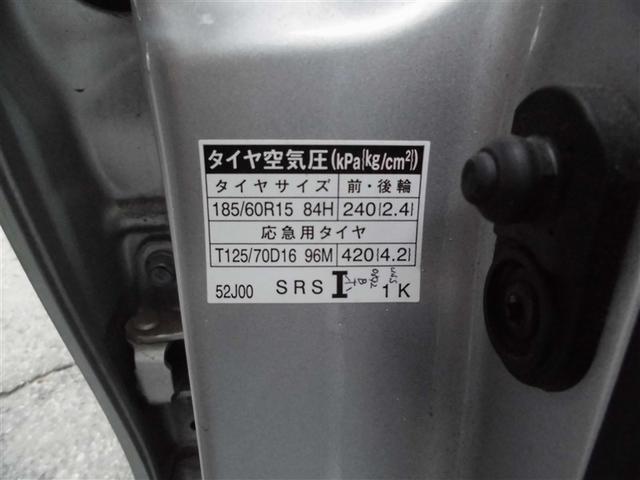 タイヤ空気圧(kPa{kg/cm²})
タイヤサイズ 前・後輪
185/60R15 84H 240{2.4}
応急用タイヤ
T125/70D16 96M 420{4.2}
52J00 SRS I 1K